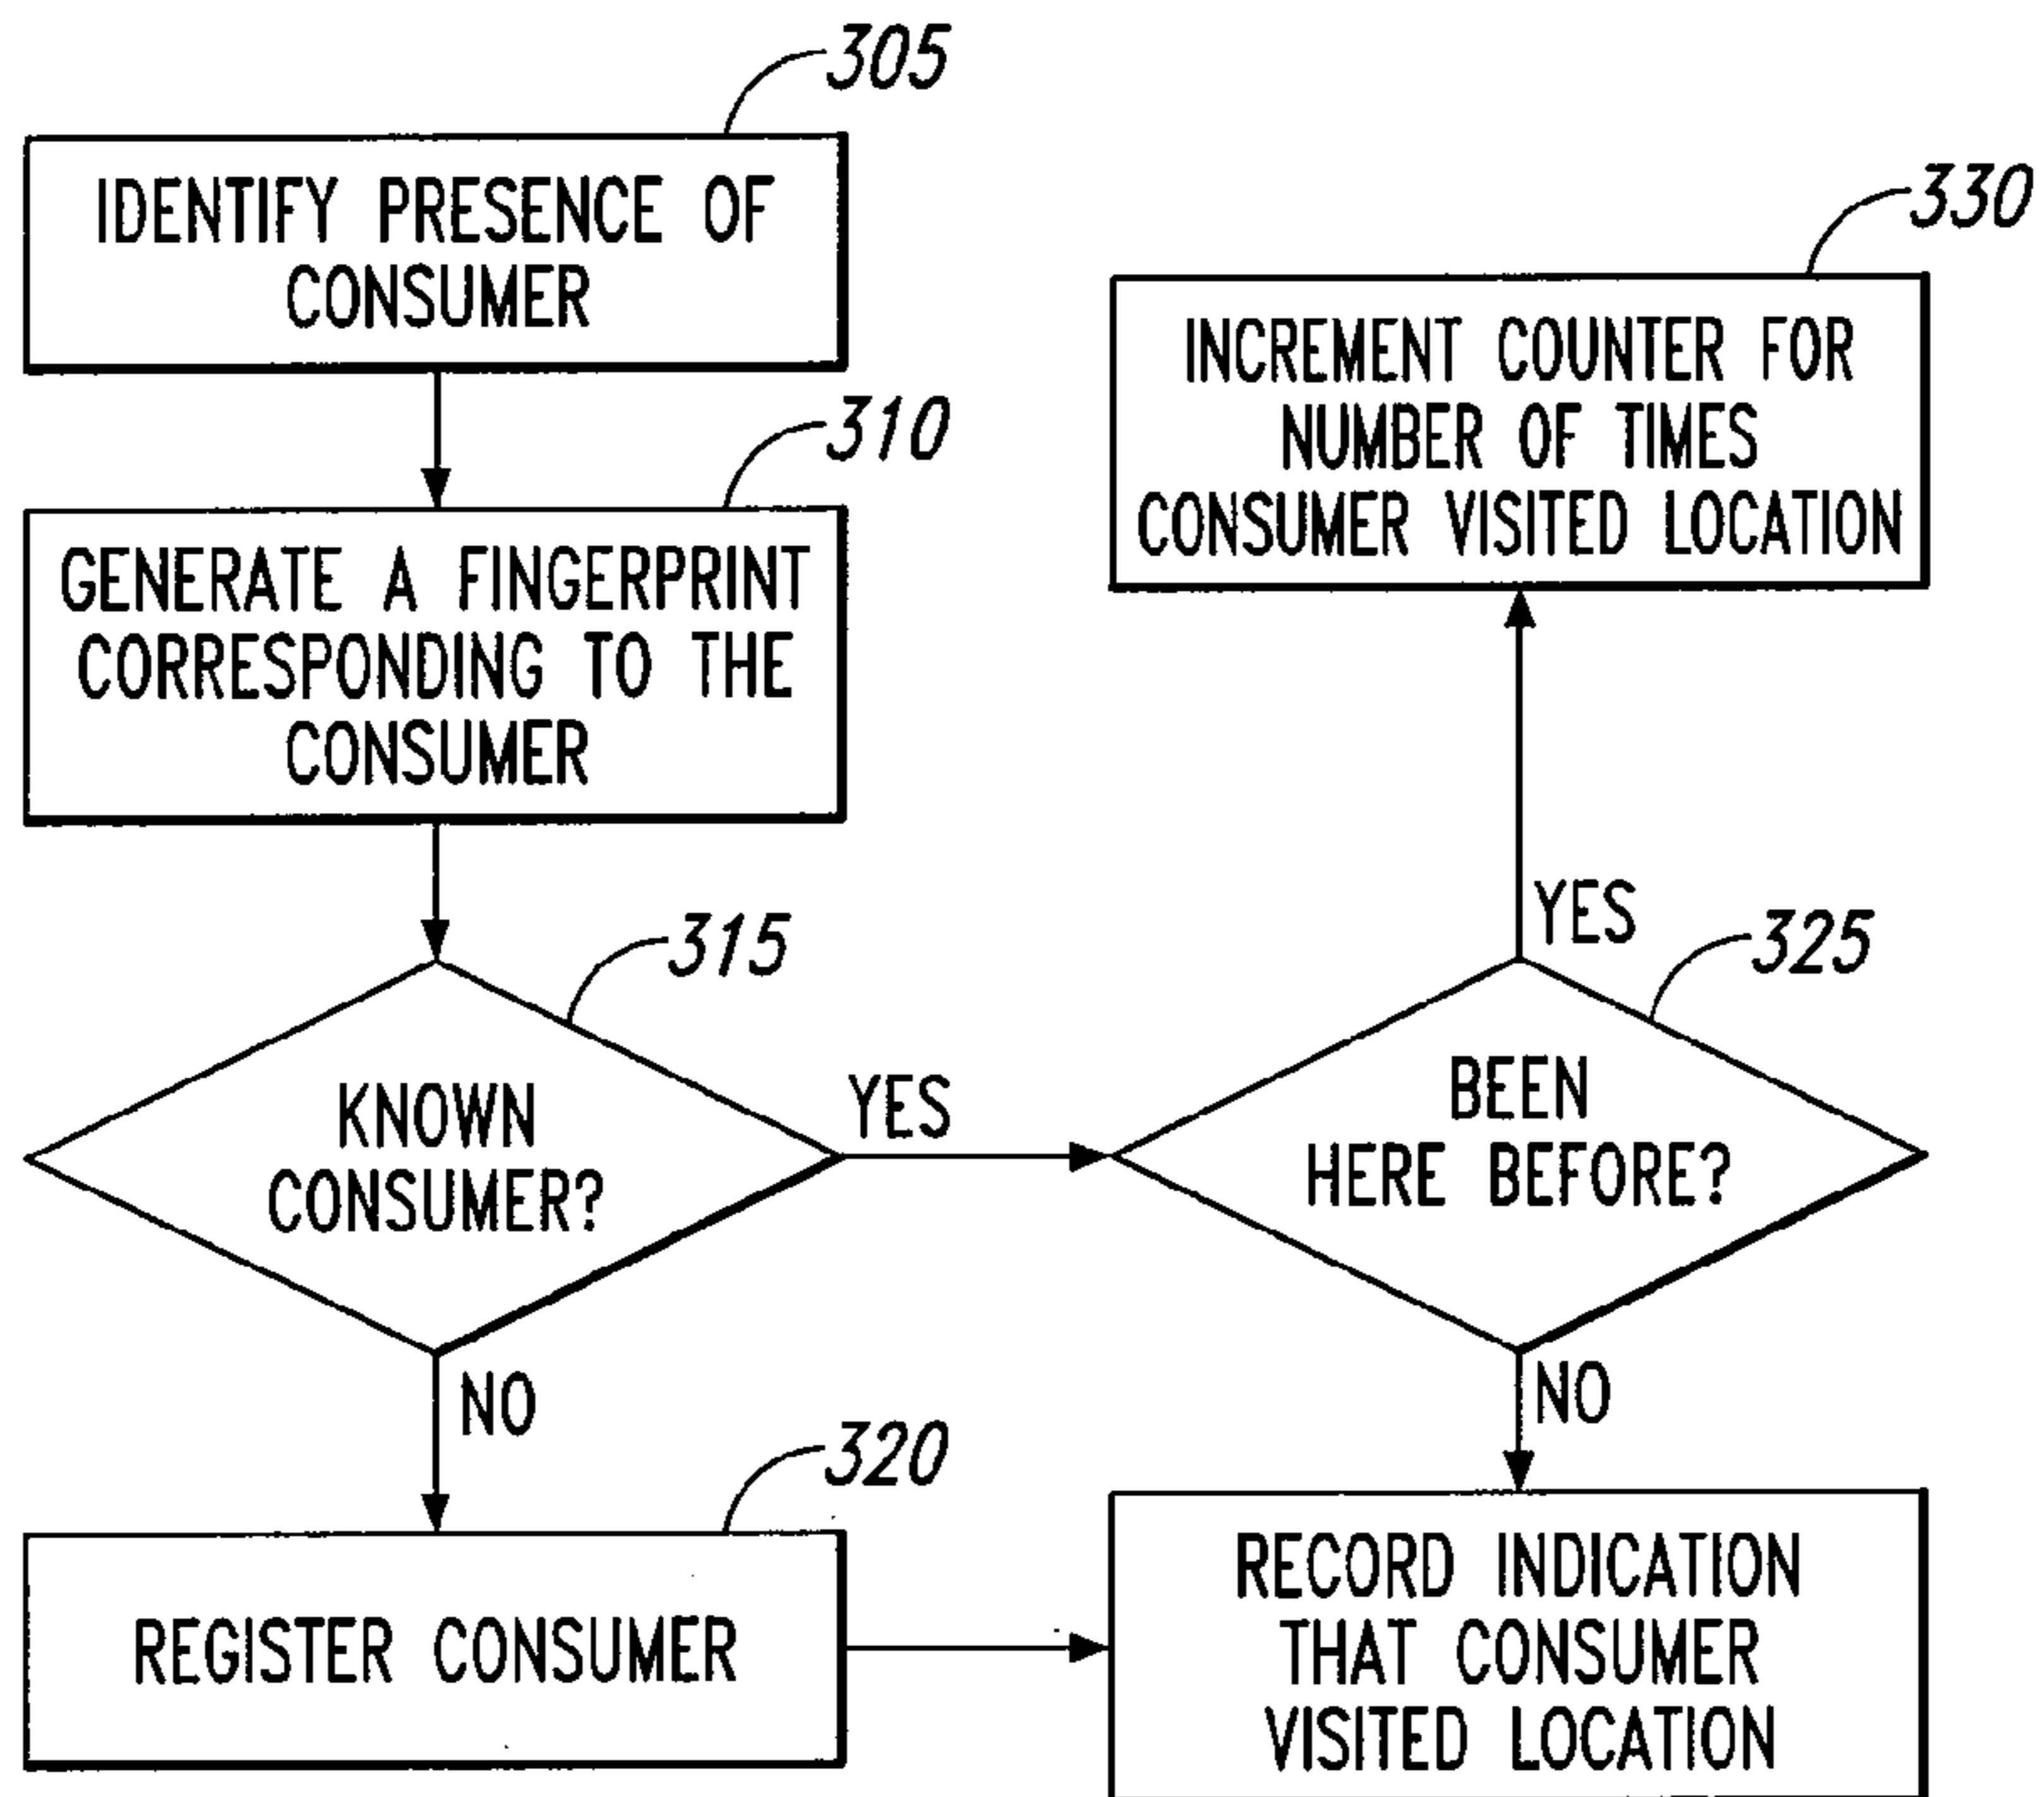 305
IDENTIFY PRESENCE OF
CONSUMER
310
GENERATE A FINGERPRINT
CORRESPONDING TO THE
CONSUMER
315
KNOWN
CONSUMER?
YES
NO
320
REGISTER CONSUMER
330
INCREMENT COUNTER FOR
NUMBER OF TIMES
CONSUMER VISITED LOCATION
YES
325
BEEN
HERE BEFORE?
NO
RECORD INDICATION
THAT CONSUMER
VISITED LOCATION